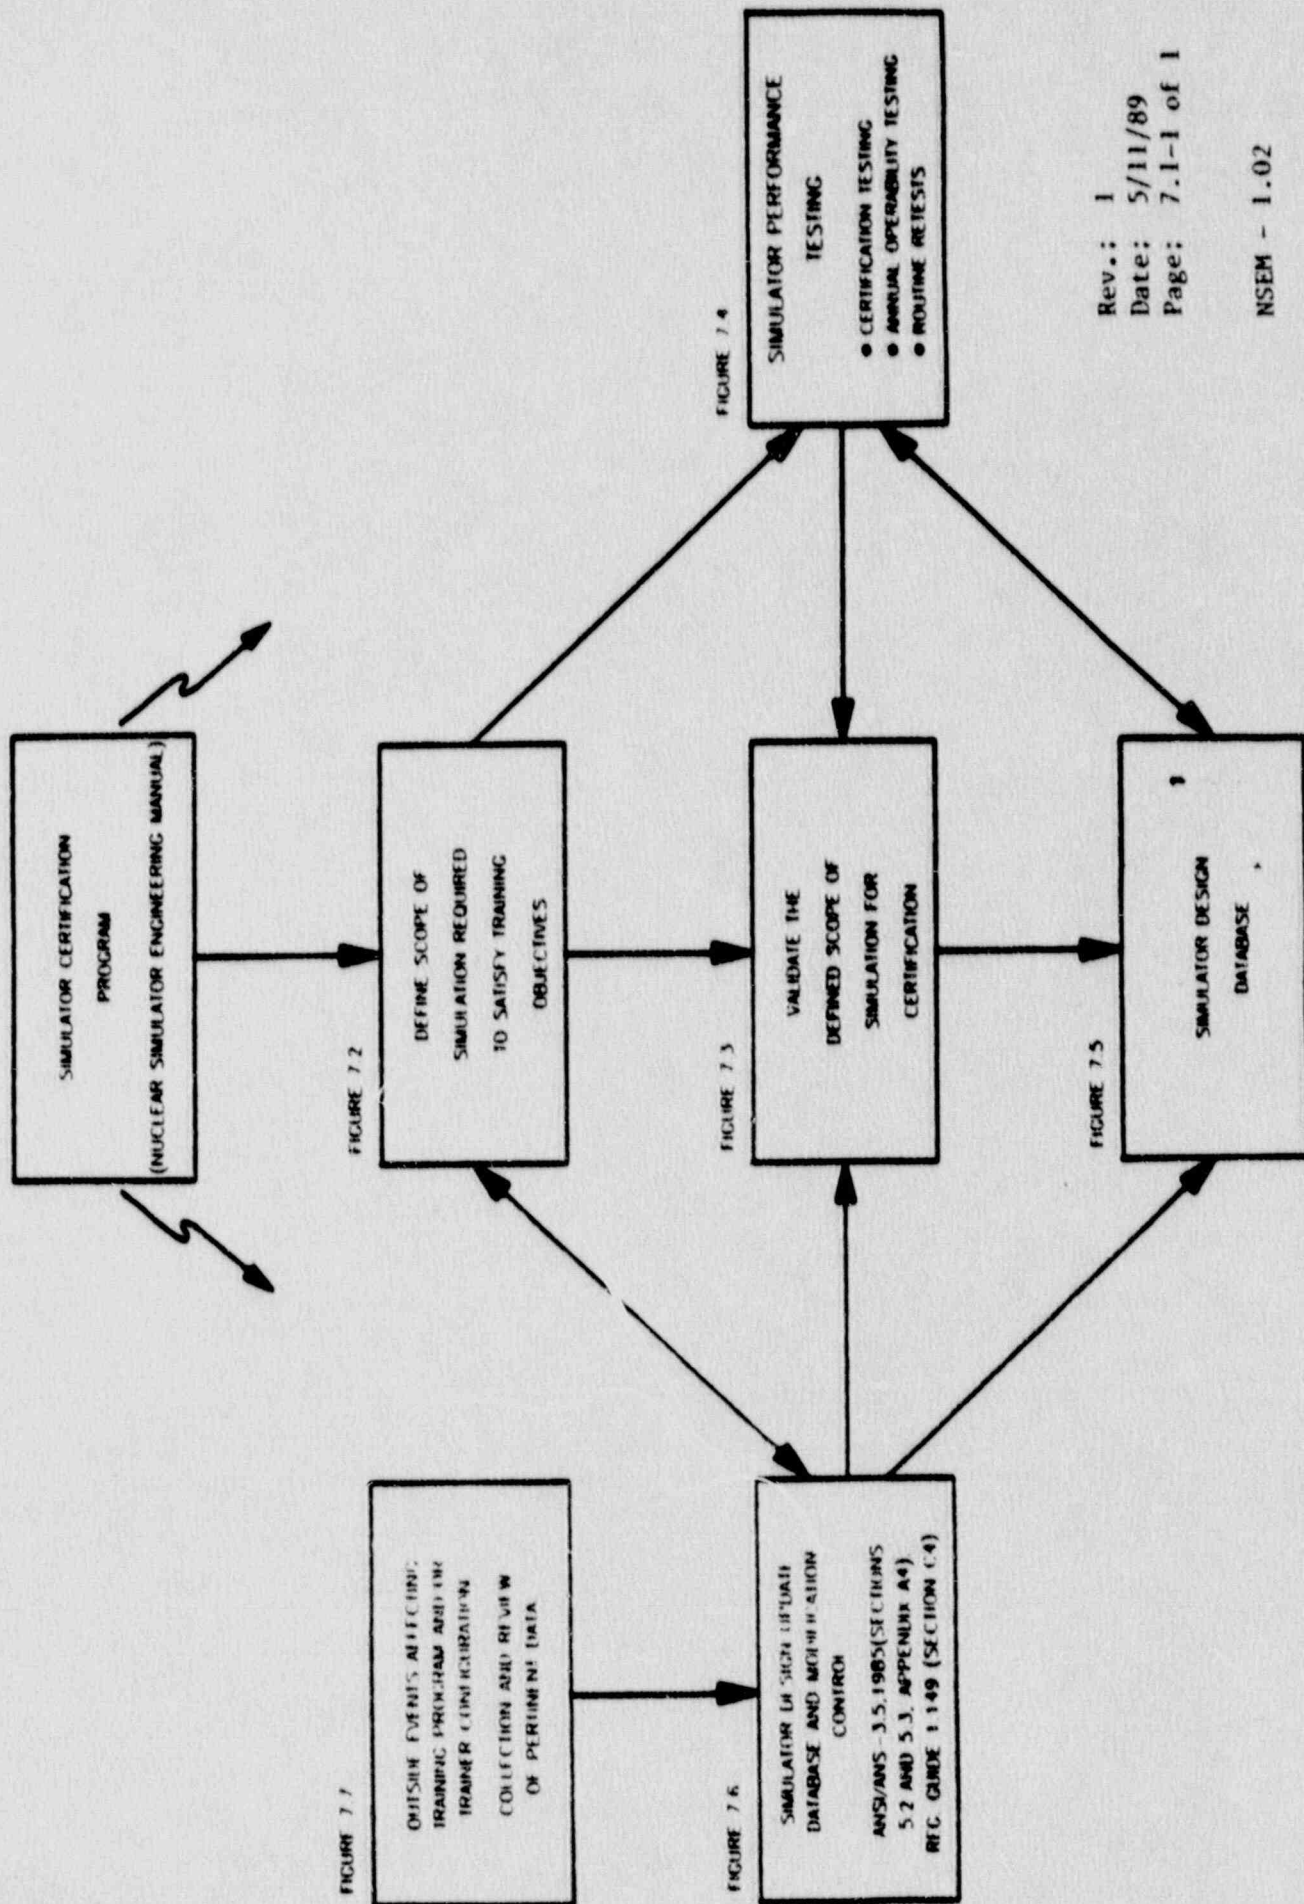 SIMULATOR CERTIFICATION
PROGRAM
(NUCLEAR SIMULATOR ENGINEERING MANUAL)
FIGURE 7.2
DEFINE SCOPE OF
SIMULATION REQUIRED
TO SATISFY TRAINING
OBJECTIVES
FIGURE 7.3
VALIDATE THE
DEFINED SCOPE OF
SIMULATION FOR
CERTIFICATION
FIGURE 7.5
SIMULATOR DESIGN
DATABASE
FIGURE 7.4
SIMULATOR PERFORMANCE
TESTING
● CERTIFICATION TESTING
● ANNUAL OPERABILITY TESTING
● ROUTINE RETESTS
FIGURE 7.7
OUTSIDE EVENTS AFFECTING
TRAINING PROGRAM AND OR
TRAINER CONFIGURATION
COLLECTION AND REVIEW
OF PERTINENT DATA
FIGURE 7.6
SIMULATOR DESIGN UPDATE
DATABASE AND MODIFICATION
CONTROL
ANSI/ANS-3.5.1985(SECTIONS
5.2 AND 5.3, APPENDIX A4)
REG. GUIDE 1.149 (SECTION C.4)
Rev.: 1
Date: 5/11/89
Page: 7.1-1 of 1
NSEM - 1.02